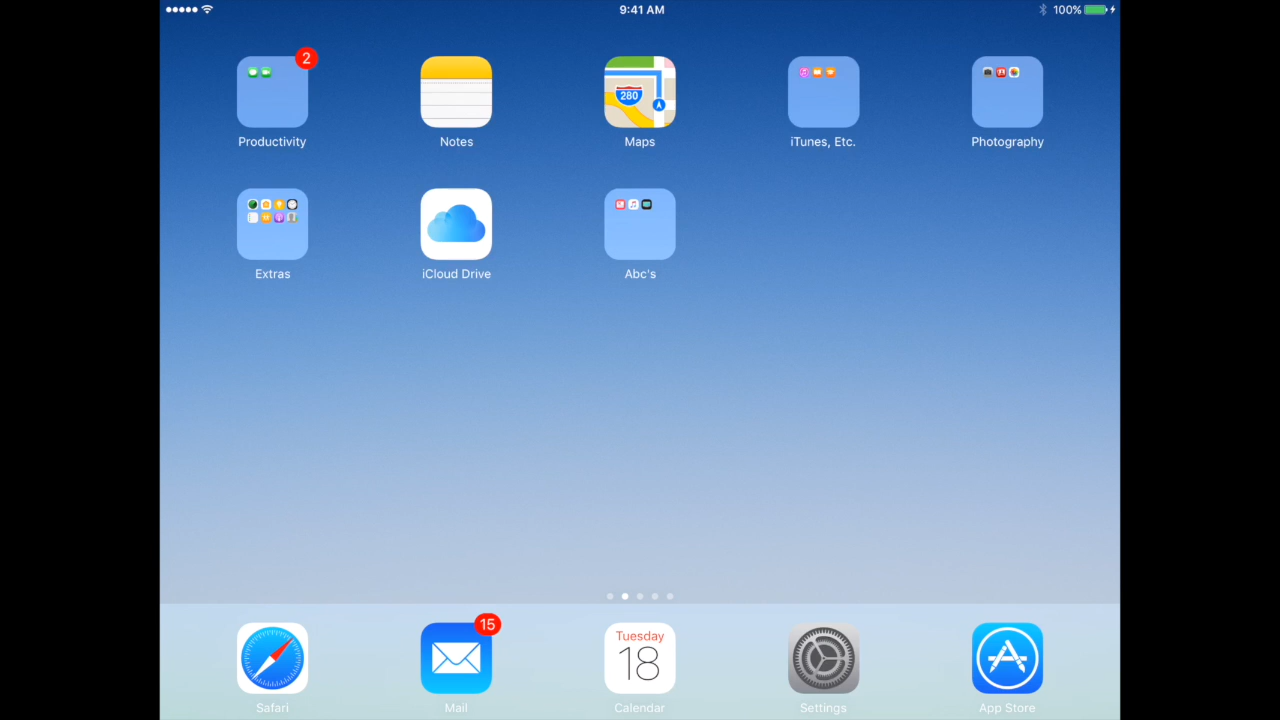 9:41 AM
100%
2
280
Productivity
Notes
Maps
iTunes, Etc.
Photography
Extras
iCloud Drive
Abc's
15
Tuesday
18
Safari
Mail
Calendar
Settings
App Store